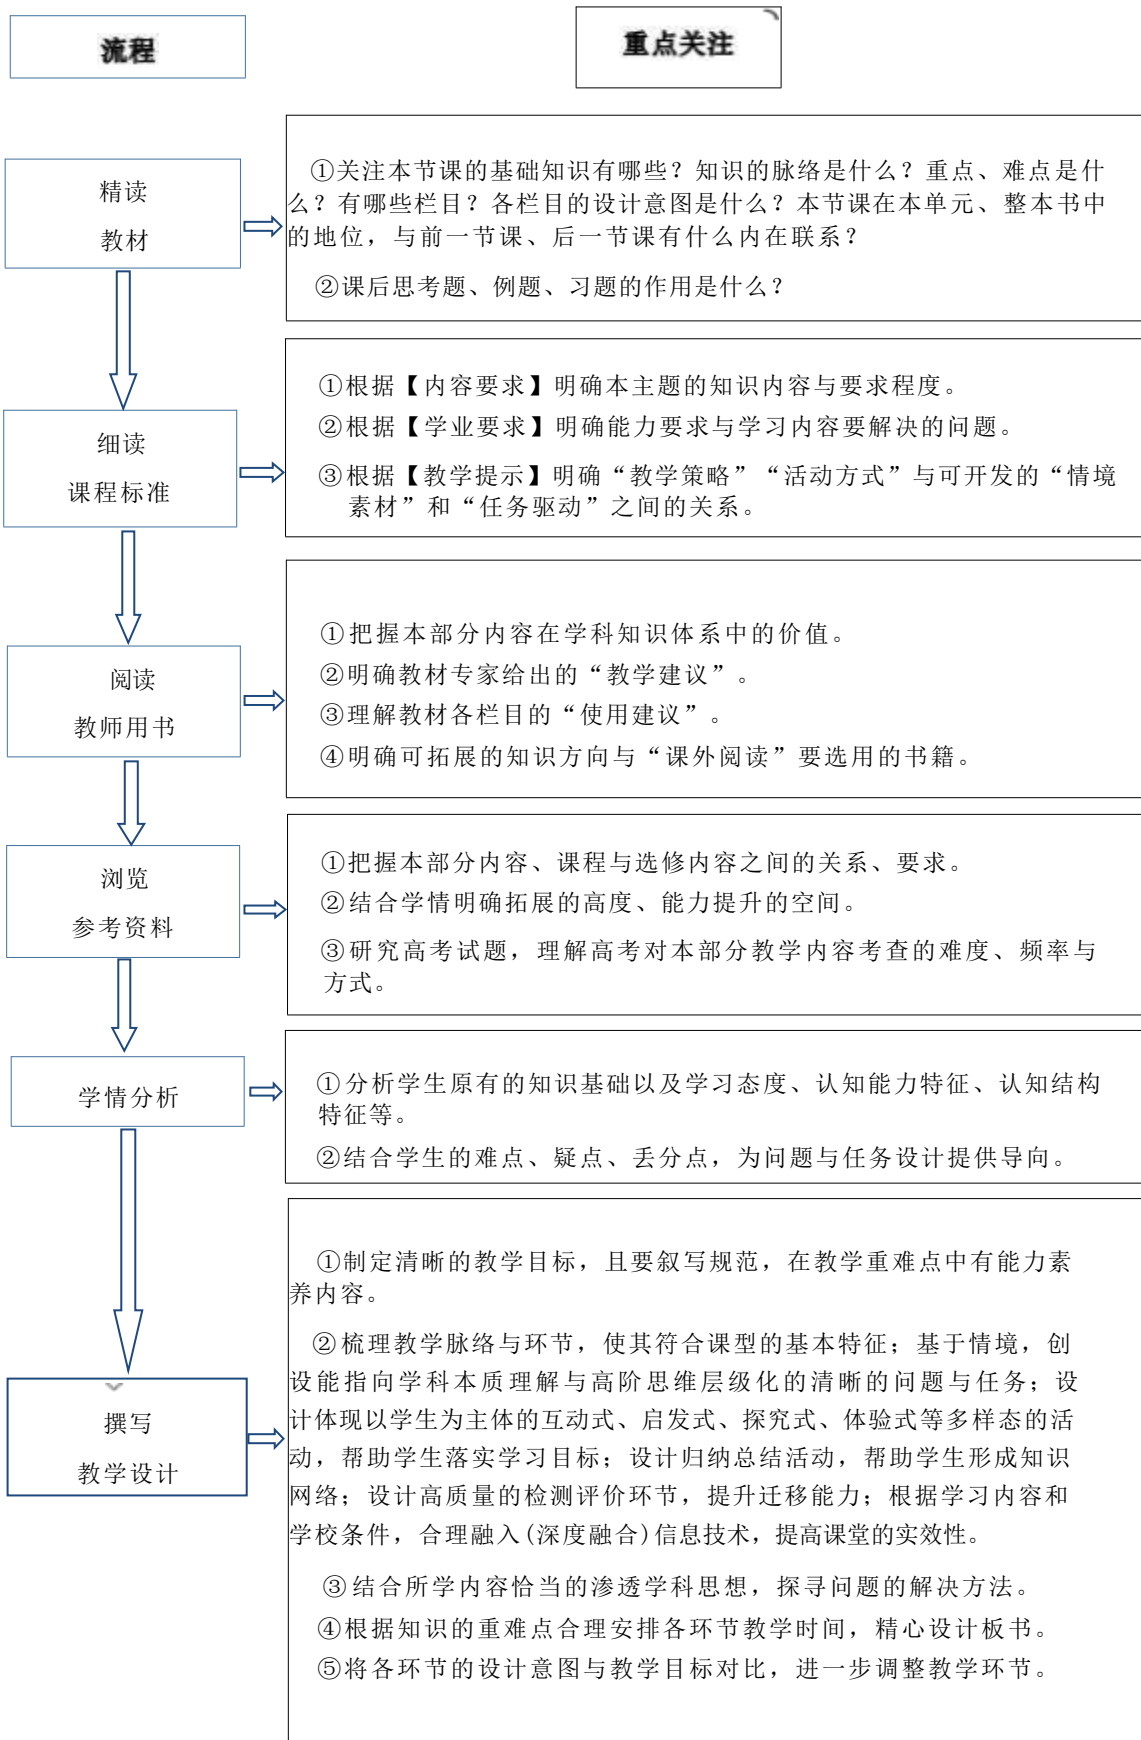 流程
重点关注
精读
教材
①关注本节课的基础知识有哪些？知识的脉络是什么？重点、难点是什
么？有哪些栏目？各栏目的设计意图是什么？本节课在本单元、整本书中
的地位，与前一节课、后一节课有什么内在联系？
②课后思考题、例题、习题的作用是什么？
细读
课程标准
①根据【内容要求】明确本主题的知识内容与要求程度。
②根据【学业要求】明确能力要求与学习内容要解决的问题。
③根据【教学提示】明确“教学策略”“活动方式”与可开发的“情境
素材”和“任务驱动”之间的关系。
阅读
教师用书
①把握本部分内容在学科知识体系中的价值。
②明确教材专家给出的“教学建议”。
③理解教材各栏目的“使用建议”。
④明确可拓展的知识方向与“课外阅读”要选用的书籍。
浏览
参考资料
①把握本部分内容、课程与选修内容之间的关系、要求。
②结合学情明确拓展的高度、能力提升的空间。
③研究高考试题，理解高考对本部分教学内容考查的难度、频率与
方式。
学情分析
①分析学生原有的知识基础以及学习态度、认知能力特征、认知结构
特征等。
②结合学生的难点、疑点、丢分点，为问题与任务设计提供导向。
撰写
教学设计
①制定清晰的教学目标，且要叙写规范，在教学重难点中有能力素
养内容。
②梳理教学脉络与环节，使其符合课型的基本特征；基于情境，创
设能指向学科本质理解与高阶思维层级化的清晰的问题与任务；设
计体现以学生为主体的互动式、启发式、探究式、体验式等多样态的活
动，帮助学生落实学习目标；设计归纳总结活动，帮助学生形成知识
网络；设计高质量的检测评价环节，提升迁移能力；根据学习内容和
学校条件，合理融入(深度融合)信息技术，提高课堂的实效性。
③结合所学内容恰当的渗透学科思想，探寻问题的解决方法。
④根据知识的重难点合理安排各环节教学时间，精心设计板书。
⑤将各环节的设计意图与教学目标对比，进一步调整教学环节。